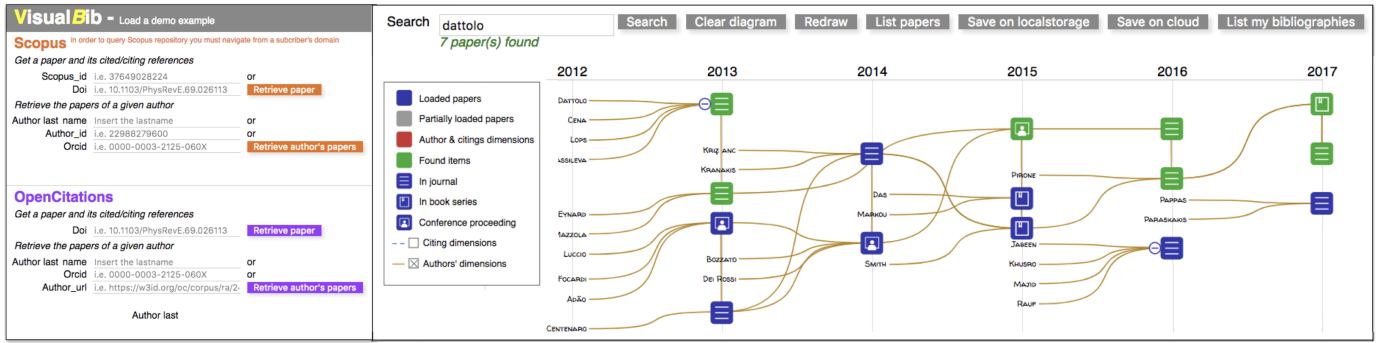 VisualBib - Load a demo example
Scopus In order to query Scopus repository you must navigate from a subcriber's domain
Get a paper and its cited/citing references
Scopus_id i.e. 37649028224 or
Doi i.e. 10.1103/PhysRevE.69.026113 Retrieve paper
Retrieve the papers of a given author
Author last name Insert the lastname or
Author_id i.e. 22988279600 or
Orcid i.e. 0000-0003-2125-060X Retrieve author's papers
OpenCitations
Get a paper and its cited/citing references
Doi i.e. 10.1103/PhysRevE.69.026113 Retrieve paper
Retrieve the papers of a given author
Author last name Insert the lastname or
Orcid i.e. 0000-0003-2125-060X or
Author_url i.e. https://w3id.org/oc/corpus/ra/2 Retrieve author's papers
Author last
Search dattolo Search Clear diagram Redraw List papers Save on localstorage Save on cloud List my bibliographies
7 paper(s) found
2012 2013 2014 2015 2016 2017
Loaded papers
Partially loaded papers
Author & citings dimensions
Found items
In journal
In book series
Conference proceeding
Citing dimensions
Authors' dimensions
Dattolo
Cena
Lops
assileva
Eynard
Mazzola
Luccio
Focardi
Adão
Centenaro
Krizanc
Kranakis
Bozzato
Dei Rossi
Das
Markou
Smith
Pirone
Jabeen
Khusro
Majid
Rauf
Pappas
Paraskakis